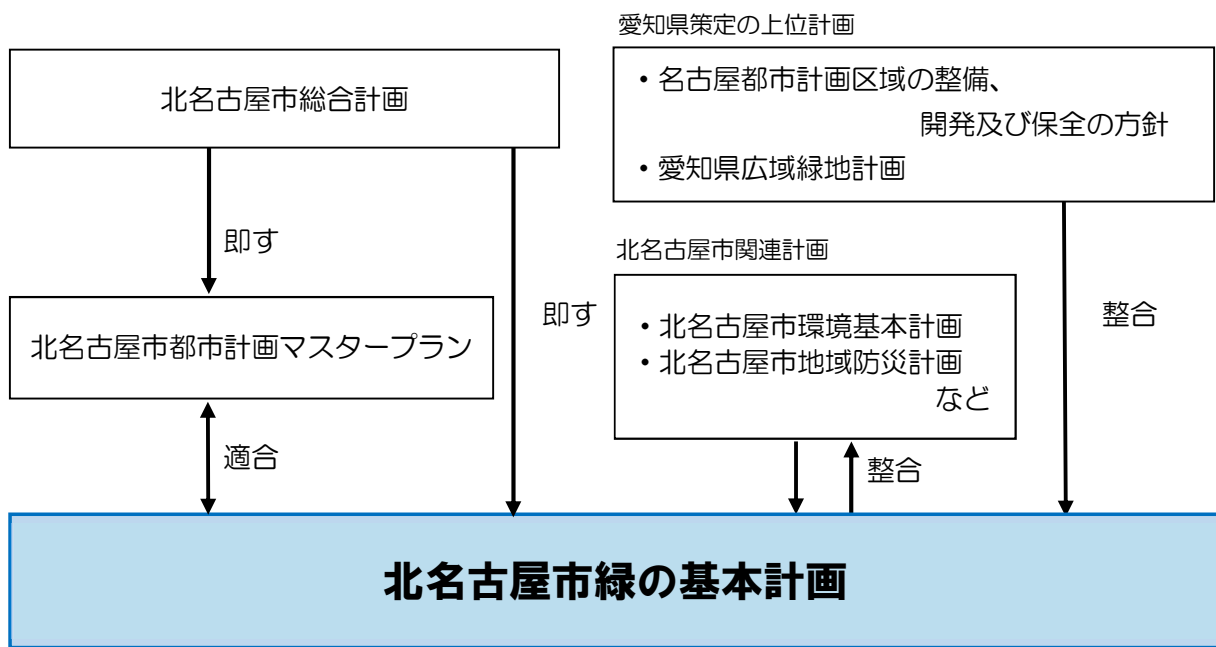 北名古屋市総合計画
愛知県策定の上位計画
・名古屋都市計画区域の整備、
開発及び保全の方針
・愛知県広域緑地計画
即す
北名古屋市都市計画マスタープラン
即す
北名古屋市関連計画
・北名古屋市環境基本計画
・北名古屋市地域防災計画
など
整合
適合
整合
北名古屋市緑の基本計画